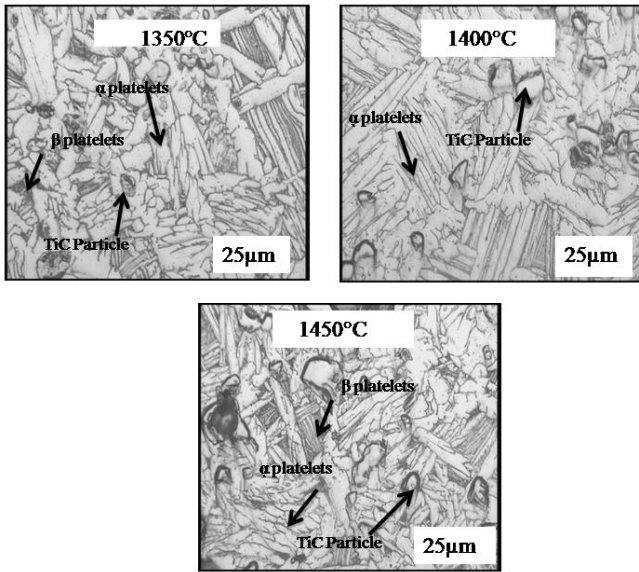 1350°C
α platelets
β platelets
TiC Particle
25µm
1400°C
α platelets
TiC Particle
25µm
1450°C
β platelets
α platelets
TiC Particle
25µm